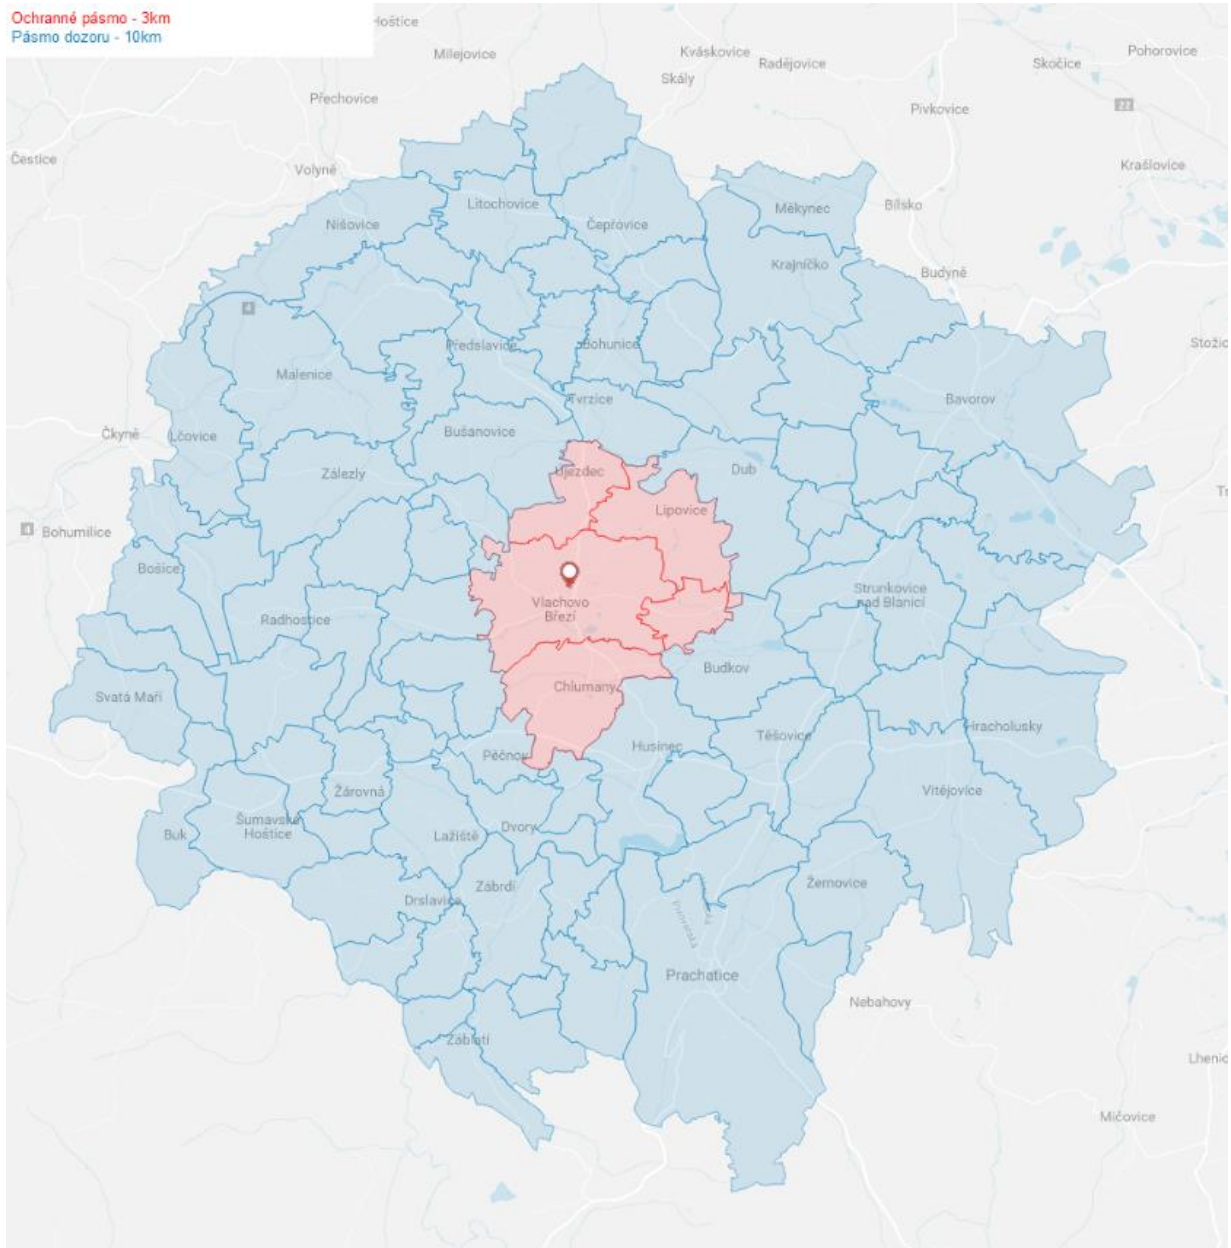 Ochranné pásmo - 3km
Pásmo dozoru - 10km
Milejovice
Kváskovice
Radějovice
Skály
Skočice
Pohorovice
Přechovice
Pivkovice
22
Čestice
Volyně
Krašlovice
Litochovice
Měkynec
Bílsko
Nišovice
Čepřovice
Krajníčko
Budyně
4
Předslavice
Bohunice
Malenice
Tvrzice
Bavorov
Čkyně
Lčovice
Bušanovice
Zálezly
Újezdec
Dub
Lipovice
4
Bohumilice
Bošice
Strunkovice
nad Blanicí
Vlachovo
Březí
Radhostice
Budkov
Svatá Maří
Chlumany
Hracholusky
Těšovice
Husinec
Pěčnov
Žárovná
Vitějovice
Šumavské
Hoštice
Buk
Lažiště
Dvory
Zábrdí
Žernovice
Drslavice
Prachatice
Nebahovy
Záblatí
Mičovice